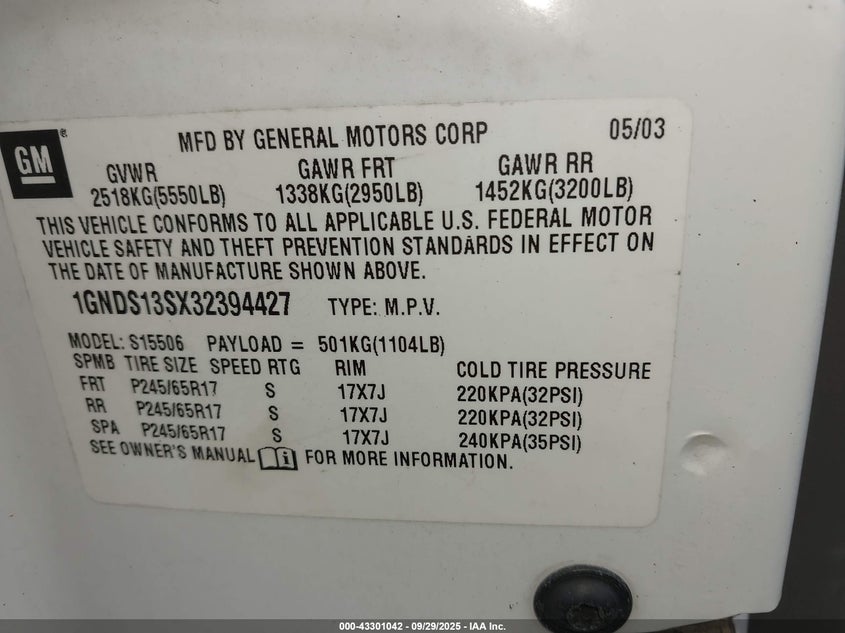 GM®
MFD BY GENERAL MOTORS CORP 05/03
GVWR GAWR FRT GAWR RR
2518KG(5550LB) 1338KG(2950LB) 1452KG(3200LB)
THIS VEHICLE CONFORMS TO ALL APPLICABLE U.S. FEDERAL MOTOR
VEHICLE SAFETY AND THEFT PREVENTION STANDARDS IN EFFECT ON
THE DATE OF MANUFACTURE SHOWN ABOVE.
1GNDS13SX32394427 TYPE: M.P.V.
MODEL: S15506 PAYLOAD = 501KG(1104LB)
SPMB TIRE SIZE SPEED RTG RIM COLD TIRE PRESSURE
FRT P245/65R17 S 17X7J 220KPA(32PSI)
RR P245/65R17 S 17X7J 220KPA(32PSI)
SPA P245/65R17 S 17X7J 240KPA(35PSI)
SEE OWNER'S MANUAL i FOR MORE INFORMATION.
000-43301042 - 09/29/2025 - IAA Inc.